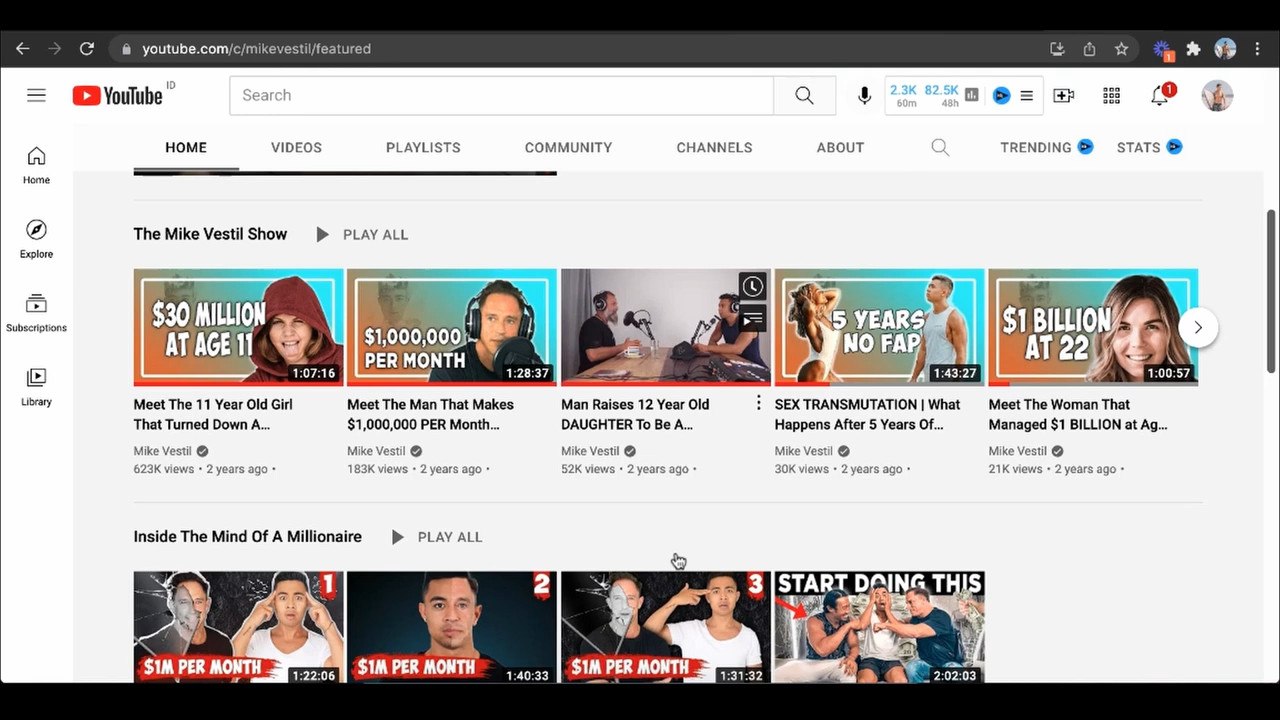 youtube.com/c/mikevestil/featured
1
YouTube ID
Search
2.3K 82.5K
60m 48h
1
HOME VIDEOS PLAYLISTS COMMUNITY CHANNELS ABOUT TRENDING STATS
Home
Explore
Subscriptions
Library
The Mike Vestil Show PLAY ALL
$30 MILLION
AT AGE 11
1:07:16
Meet The 11 Year Old Girl
That Turned Down A...
Mike Vestil
623K views • 2 years ago •
$1,000,000
PER MONTH
1:28:37
Meet The Man That Makes
$1,000,000 PER Month...
Mike Vestil
183K views • 2 years ago •
Man Raises 12 Year Old
DAUGHTER To Be A...
Mike Vestil
52K views • 2 years ago •
5 YEARS
NO FAP
1:43:27
SEX TRANSMUTATION | What
Happens After 5 Years Of...
Mike Vestil
30K views • 2 years ago •
$1 BILLION
AT 22
1:00:57
Meet The Woman That
Managed $1 BILLION at Ag...
Mike Vestil
21K views • 2 years ago •
Inside The Mind Of A Millionaire PLAY ALL
1
$1M PER MONTH
1:22:06
2
$1M PER MONTH
1:40:33
3
$1M PER MONTH
1:31:32
START DOING THIS
2:02:03